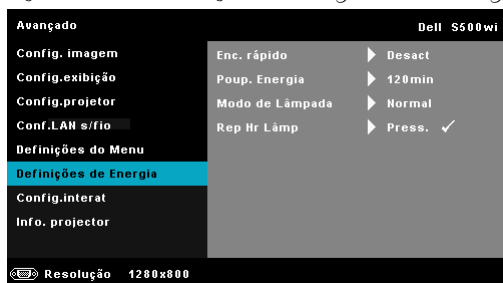 Avançado Dell S500wi
Config. imagem
Config.exibição
Config.projetor
Conf.LAN s/fio
Definições do Menu
Definições de Energia
Config.interat
Info. projector
Enc. rápido Desact
Poup. Energia 120min
Modo de Lâmpada Normal
Rep Hr Lâmp Press. ✓
Resolução 1280x800